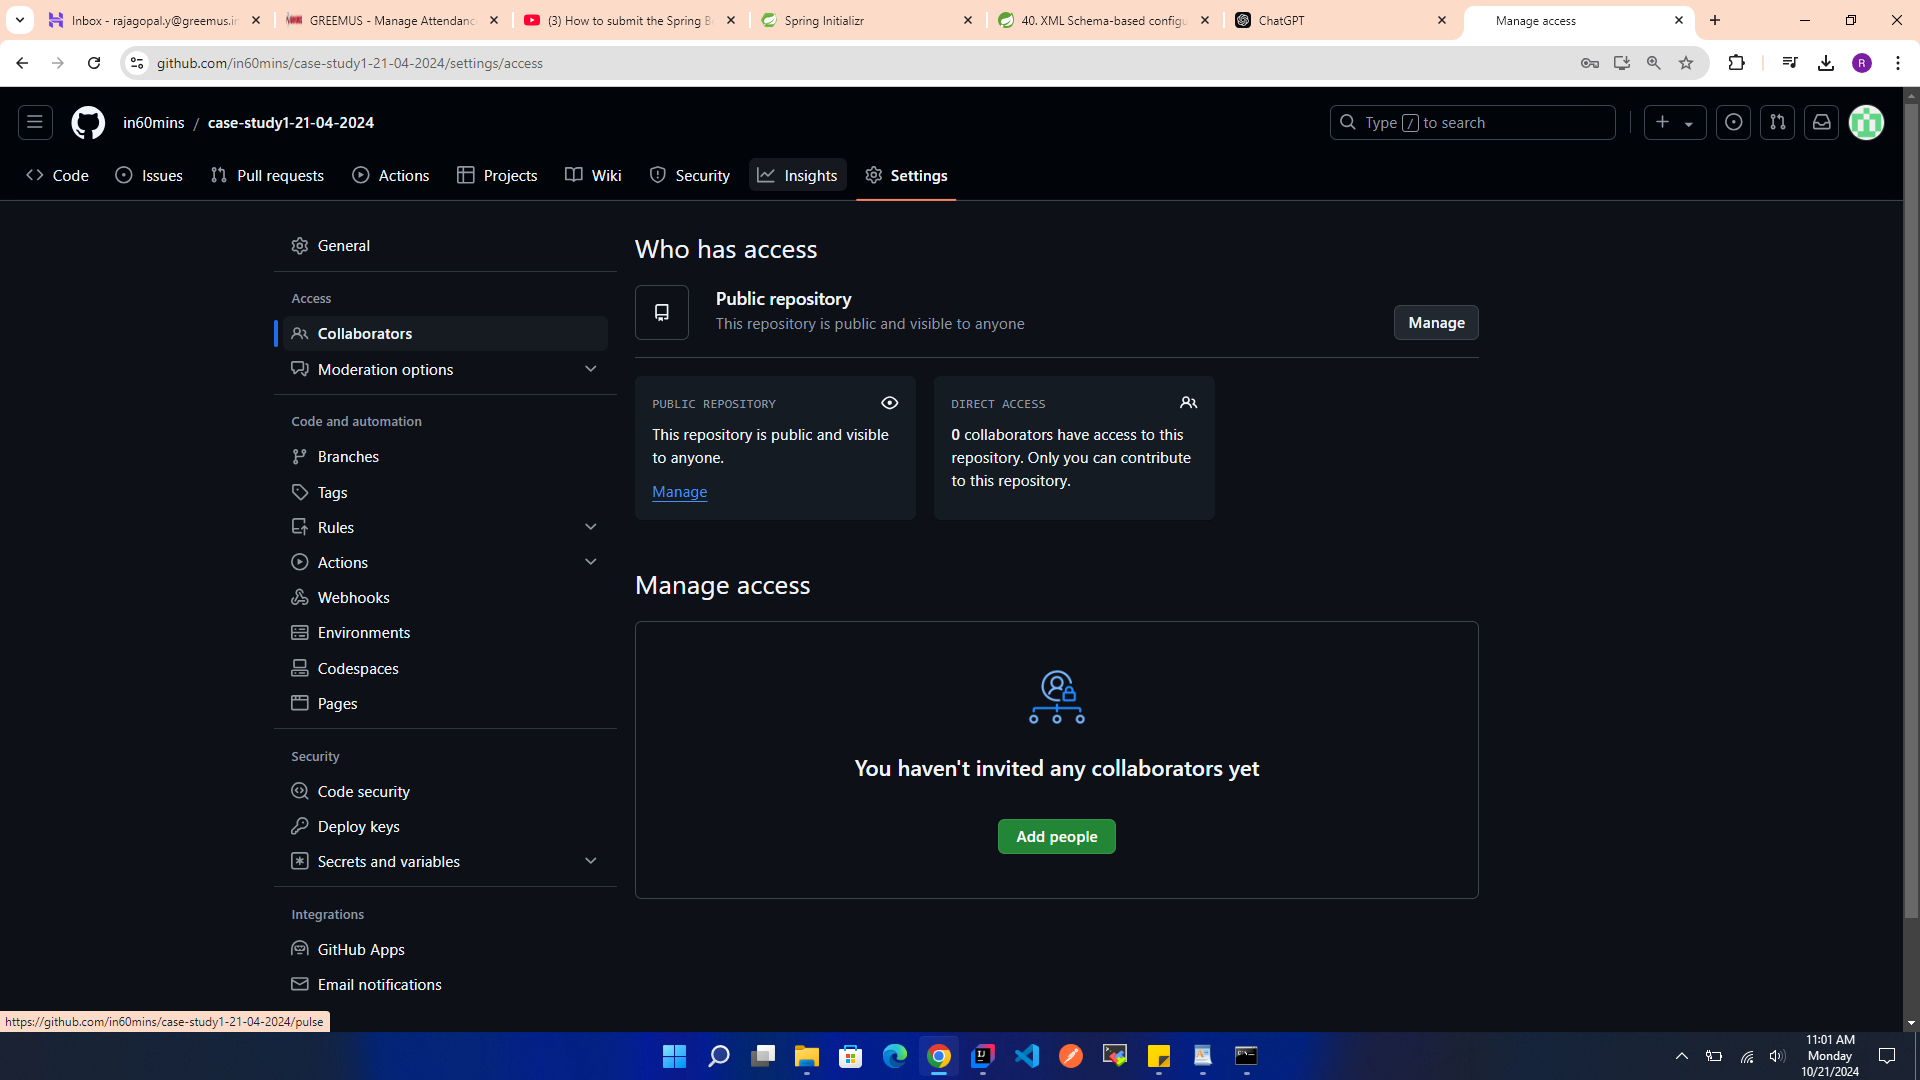 Inbox - rajagopal.y@greemus.in
GREEMUS - Manage Attendanc
(3) How to submit the Spring B
Spring Initializr
40. XML Schema-based configu
ChatGPT
Manage access
github.com/in60mins/case-study1-21-04-2024/settings/access
R
in60mins / case-study1-21-04-2024
Type / to search
Code
Issues
Pull requests
Actions
Projects
Wiki
Security
Insights
Settings
General
Access
Collaborators
Moderation options
Code and automation
Branches
Tags
Rules
Actions
Webhooks
Environments
Codespaces
Pages
Security
Code security
Deploy keys
Secrets and variables
Integrations
GitHub Apps
Email notifications
Who has access
Public repository
This repository is public and visible to anyone
Manage
PUBLIC REPOSITORY
This repository is public and visible
to anyone.
Manage
DIRECT ACCESS
0 collaborators have access to this
repository. Only you can contribute
to this repository.
Manage access
You haven't invited any collaborators yet
Add people
https://github.com/in60mins/case-study1-21-04-2024/pulse
11:01 AM
Monday
10/21/2024